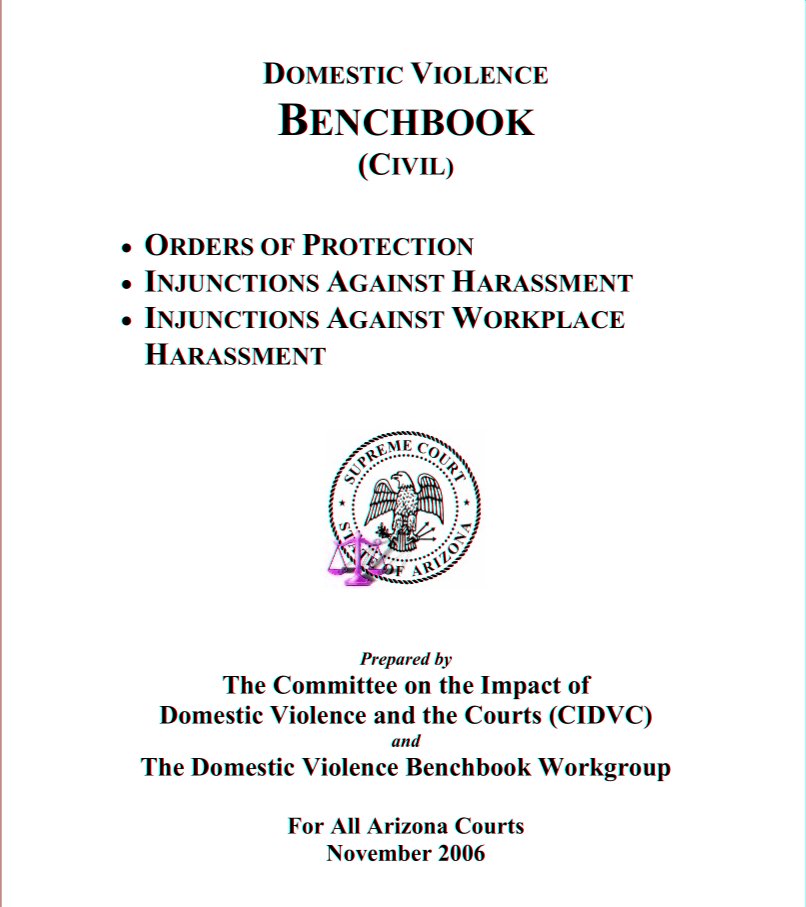 DOMESTIC VIOLENCE
BENCHBOOK
(CIVIL)
• ORDERS OF PROTECTION
• INJUNCTIONS AGAINST HARASSMENT
• INJUNCTIONS AGAINST WORKPLACE
HARASSMENT
SUPREME COURT
STATE OF ARIZONA
Prepared by
The Committee on the Impact of
Domestic Violence and the Courts (CIDVC)
and
The Domestic Violence Benchbook Workgroup
For All Arizona Courts
November 2006